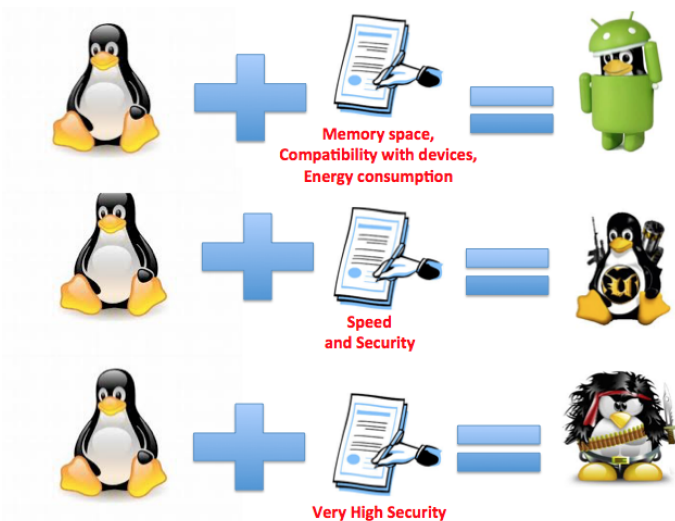 Memory space,
Compatibility with devices,
Energy consumption
Speed
and Security
Very High Security